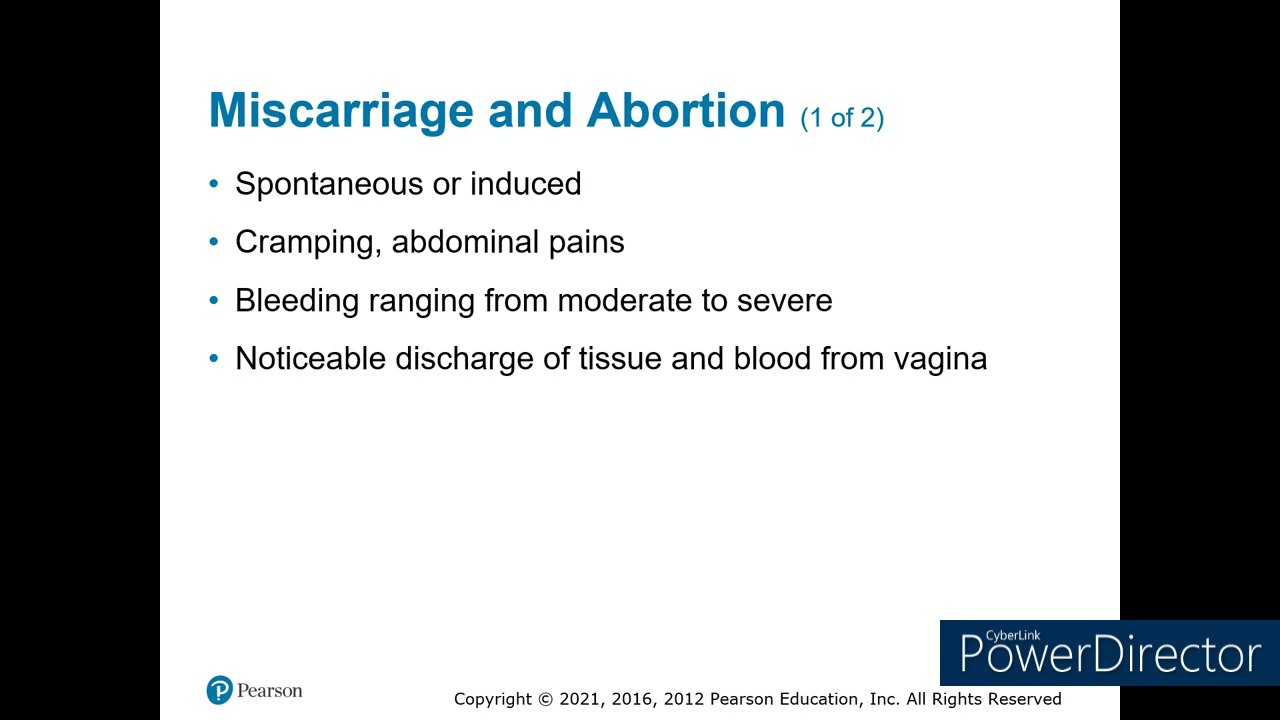 Miscarriage and Abortion (1 of 2)
• Spontaneous or induced
• Cramping, abdominal pains
• Bleeding ranging from moderate to severe
• Noticeable discharge of tissue and blood from vagina
CyberLink
PowerDirector
Pearson
Copyright © 2021, 2016, 2012 Pearson Education, Inc. All Rights Reserved